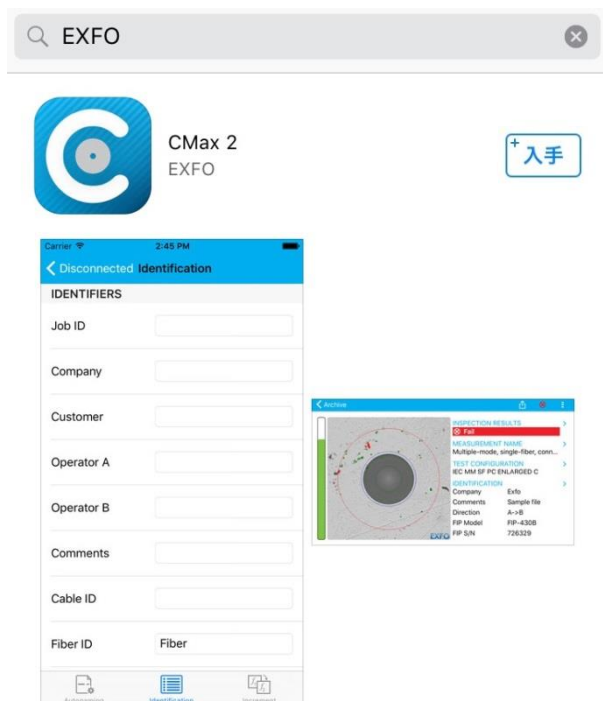 EXFO
CMax 2
EXFO
+入手
Carrier 2:45 PM
Disconnected Identification
IDENTIFIERS
Job ID
Company
Customer
Operator A
Operator B
Comments
Cable ID
Fiber ID Fiber
Identification
Archive
INSPECTION RESULTS
Fail
MEASUREMENT NAME
Multiple-mode, single-fiber, conn...
TEST CONFIGURATION
IEC MM SF PC ENLARGED C
IDENTIFICATION
Company Exfo
Comments Sample file
Direction A->B
FIP Model FIP-430B
FIP S/N 726329
EXFO